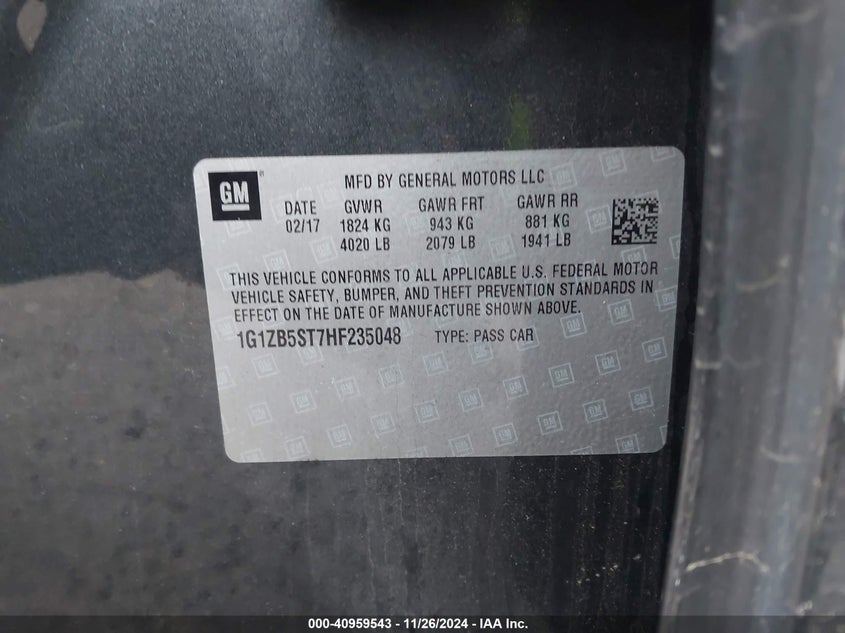 GM
MFD BY GENERAL MOTORS LLC
DATE GVWR GAWR FRT GAWR RR
02/17 1824 KG 943 KG 881 KG
4020 LB 2079 LB 1941 LB
THIS VEHICLE CONFORMS TO ALL APPLICABLE U.S. FEDERAL MOTOR
VEHICLE SAFETY, BUMPER, AND THEFT PREVENTION STANDARDS IN
EFFECT ON THE DATE OF MANUFACTURE SHOWN ABOVE.
1G1ZB5ST7HF235048 TYPE: PASS CAR
000-40959543 - 11/26/2024 - IAA Inc.